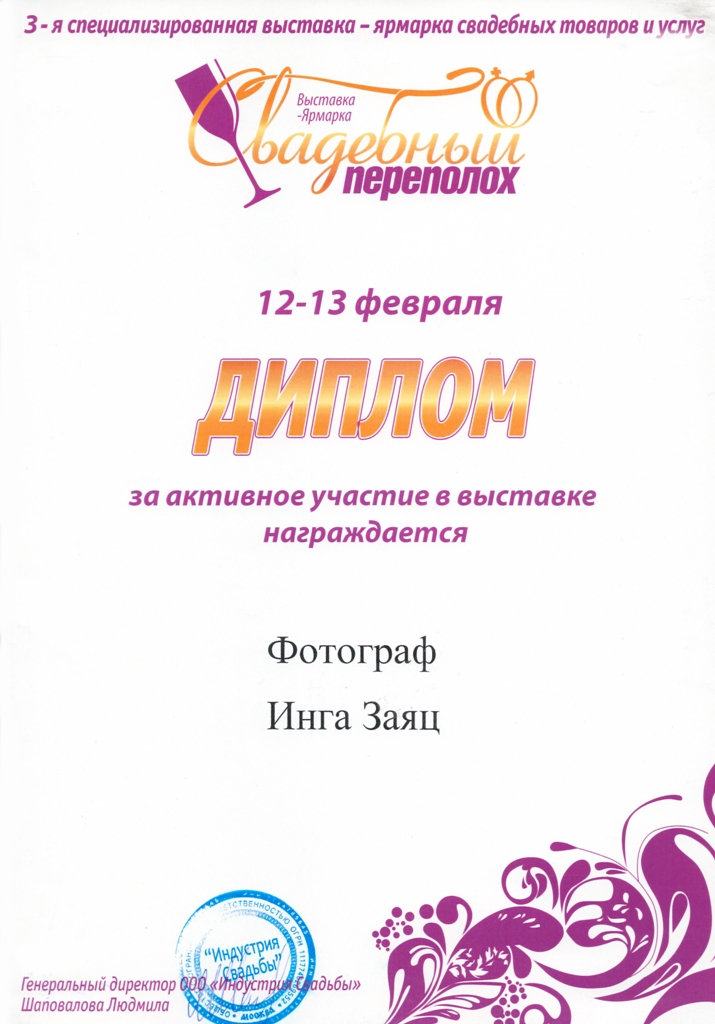 3 - я специализированная выставка – ярмарка свадебных товаров и услуг
Выставка
-Ярмарка
Свадебный
переполох
12-13 февраля
ДИПЛОМ
за активное участие в выставке
награждается
Фотограф
Инга Заяц
"Индустрия
Свадьбы"
МОСКВА
Генеральный директор ООО «Индустрия Свадьбы»
Шаповалова Людмила